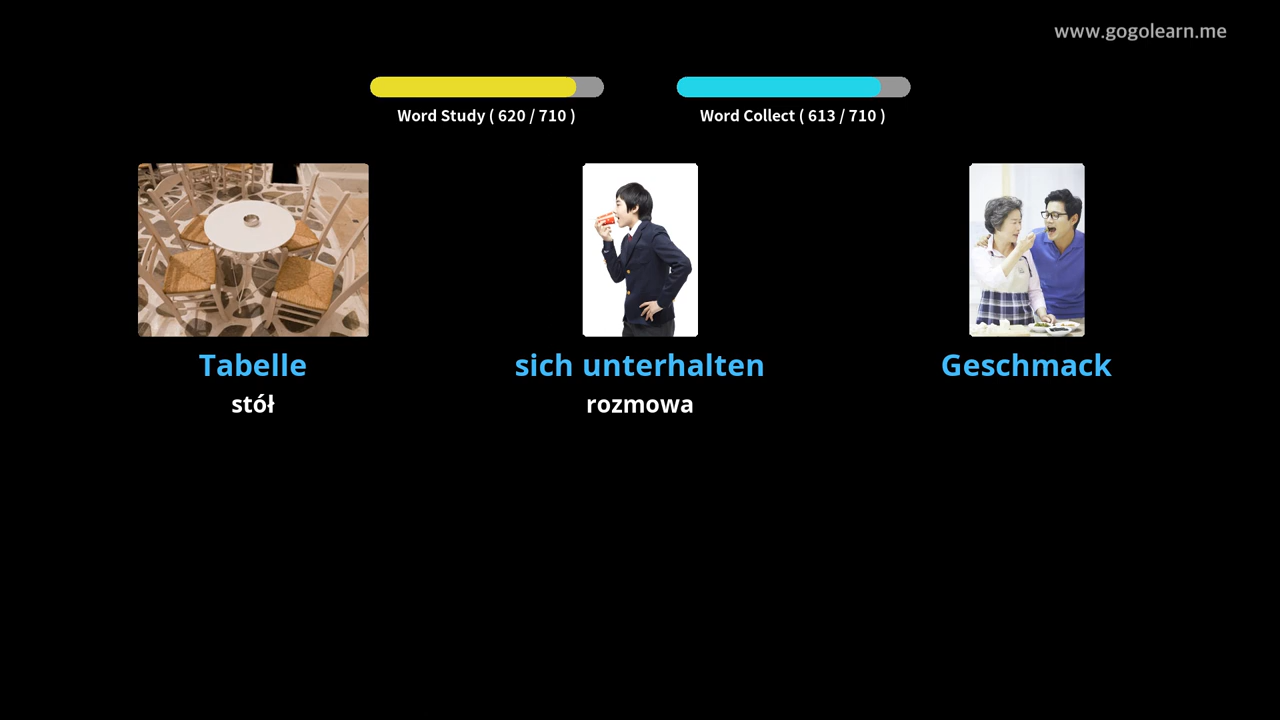 www.gogolearn.me
Word Study ( 620 / 710 )
Word Collect ( 613 / 710 )
Tabelle
stół
sich unterhalten
rozmowa
Geschmack